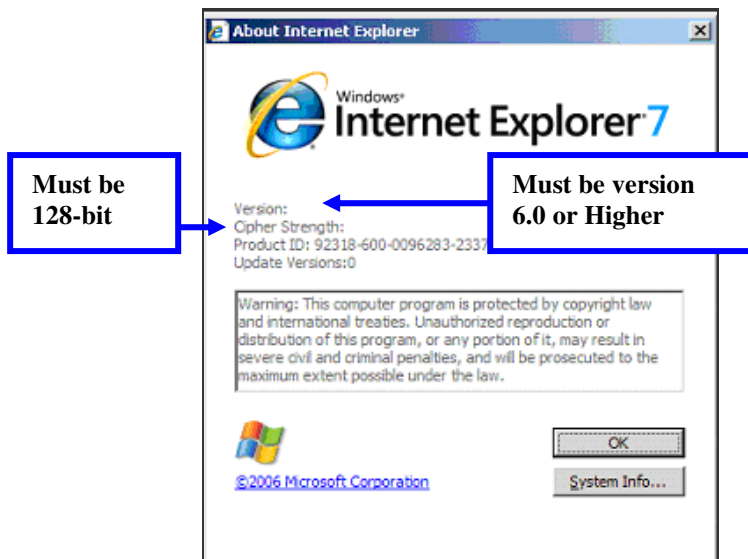 About Internet Explorer
Windows®
Internet Explorer 7
Must be
128-bit
Must be version
6.0 or Higher
Version:
Cipher Strength:
Product ID: 92318-600-0096283-2337
Update Versions:0
Warning: This computer program is protected by copyright law
and international treaties. Unauthorized reproduction or
distribution of this program, or any portion of it, may result in
severe civil and criminal penalties, and will be prosecuted to the
maximum extent possible under the law.
OK
©2006 Microsoft Corporation
System Info...